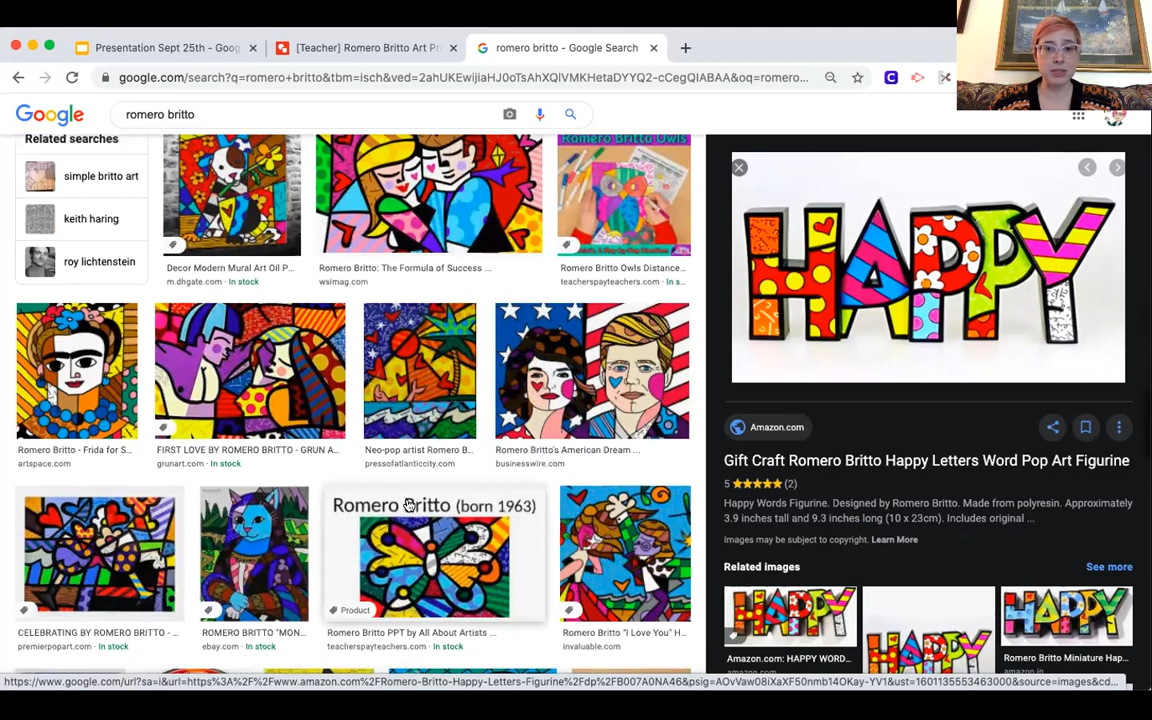 Presentation Sept 25th - Goog
[Teacher] Romero Britto Art Pr
romero britto - Google Search
google.com/search?q=romero+britto&tbm=isch&ved=2ahUKEwijiaHJ0oTsAhXQlVMKHetaDYYQ2-cCegQIABAA&oq=romero...
Google
romero britto
Related searches
simple britto art
keith haring
roy lichtenstein
Romero Britto Owls
Decor Modern Mural Art Oil P...
m.dhgate.com · In stock
Romero Britto: The Formula of Success ...
wsimag.com
Romero Britto Owls Distance...
teacherspayteachers.com · In s...
Romero Britto - Frida for S...
artspace.com
FIRST LOVE BY ROMERO BRITTO - GRUN A...
grunart.com · In stock
Neo-pop artist Romero B...
pressofatlanticcity.com
Romero Britto's American Dream ...
businesswire.com
Romero Britto (born 1963)
Product
CELEBRATING BY ROMERO BRITTO - ...
premierpopart.com · In stock
ROMERO BRITTO "MON...
ebay.com · In stock
Romero Britto PPT by All About Artists ...
teacherspayteachers.com · In stock
Romero Britto "I Love You" H...
invaluable.com
HAPPY
Amazon.com
Gift Craft Romero Britto Happy Letters Word Pop Art Figurine
5 ★★★★★ (2)
Happy Words Figurine. Designed by Romero Britto. Made from polyresin. Approximately
3.9 inches tall and 9.3 inches long (10 x 23cm). Includes original ...
Images may be subject to copyright. Learn More
Related images
See more
HAPPY
HAPPY
HAPPY
Amazon.com: HAPPY WORD...
Romero Britto Miniature Hap...
amazon.in
https://www.google.com/url?sa=i&url=https%3A%2F%2Fwww.amazon.com%2FRomero-Britto-Happy-Letters-Figurine%2Fdp%2FB007A0NA46&psig=AOvVaw08iXaXF50nmb14OKay-YV1&ust=1601135553463000&source=images&cd...